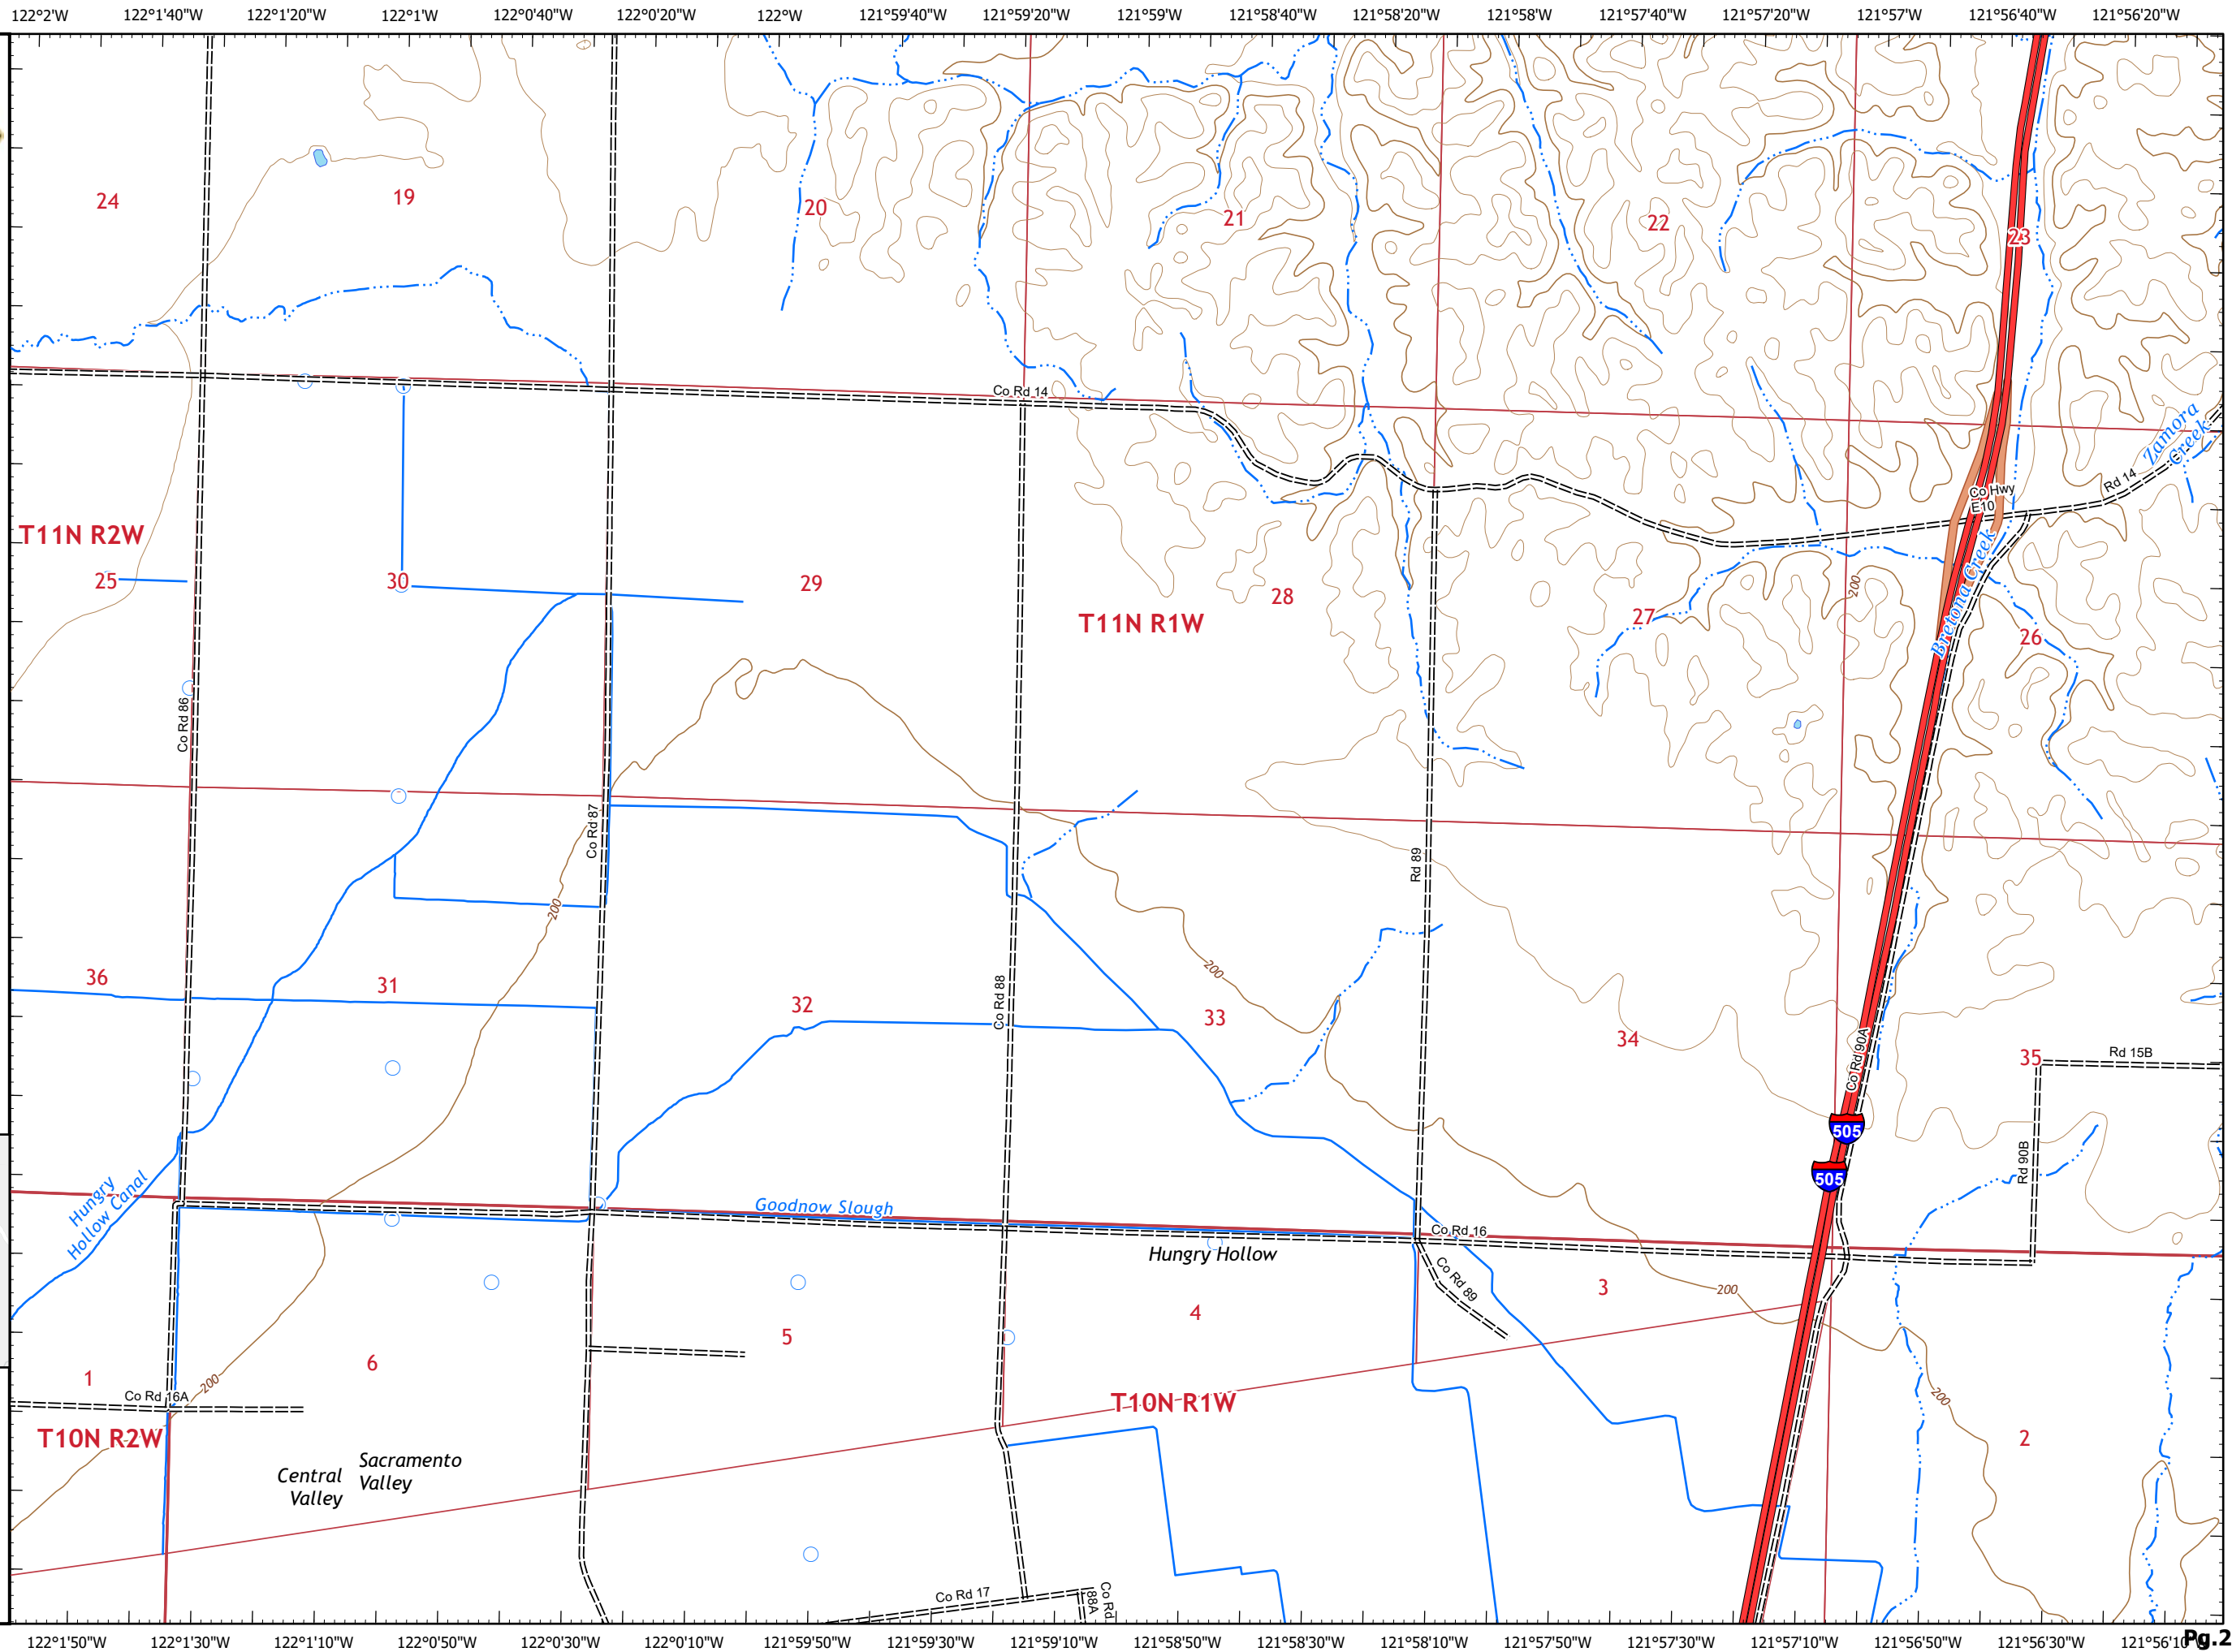 122°2'W 122°1'40"W 122°1'20"W 122°1'W 122°0'40"W 122°0'20"W 122°W 121°59'40"W 121°59'20"W 121°59'W 121°58'40"W 121°58'20"W 121°58'W 121°57'40"W 121°57'20"W 121°57'W 121°56'40"W 121°56'20"W
24
19
20
21
22
23
Co Rd 14
Zamora
Creek
Rd 14
Co Hwy
E10
T11N R2W
25
30
29
28
T11N R1W
27
200
Bretona Creek
26
Co Rd 86
Co Rd 87
Rd 89
200
36
31
32
Co Rd 88
200
33
34
Co Rd 90A
35
Rd 15B
505
505
Rd 90B
Hungry
Hollow Canal
Goodnow Slough
Co Rd 16
Hungry Hollow
Co Rd 89
3
200
4
5
6
1
200
Co Rd 16A
T10N R1W
200
T10N R2W
2
Central
Valley
Sacramento
Valley
Co Rd 17
Co Rd
88A
122°1'50"W 122°1'30"W 122°1'10"W 122°0'50"W 122°0'30"W 122°0'10"W 121°59'50"W 121°59'30"W 121°59'10"W 121°58'50"W 121°58'30"W 121°58'10"W 121°57'50"W 121°57'30"W 121°57'10"W 121°56'50"W 121°56'30"W 121°56'10"
Pg.2